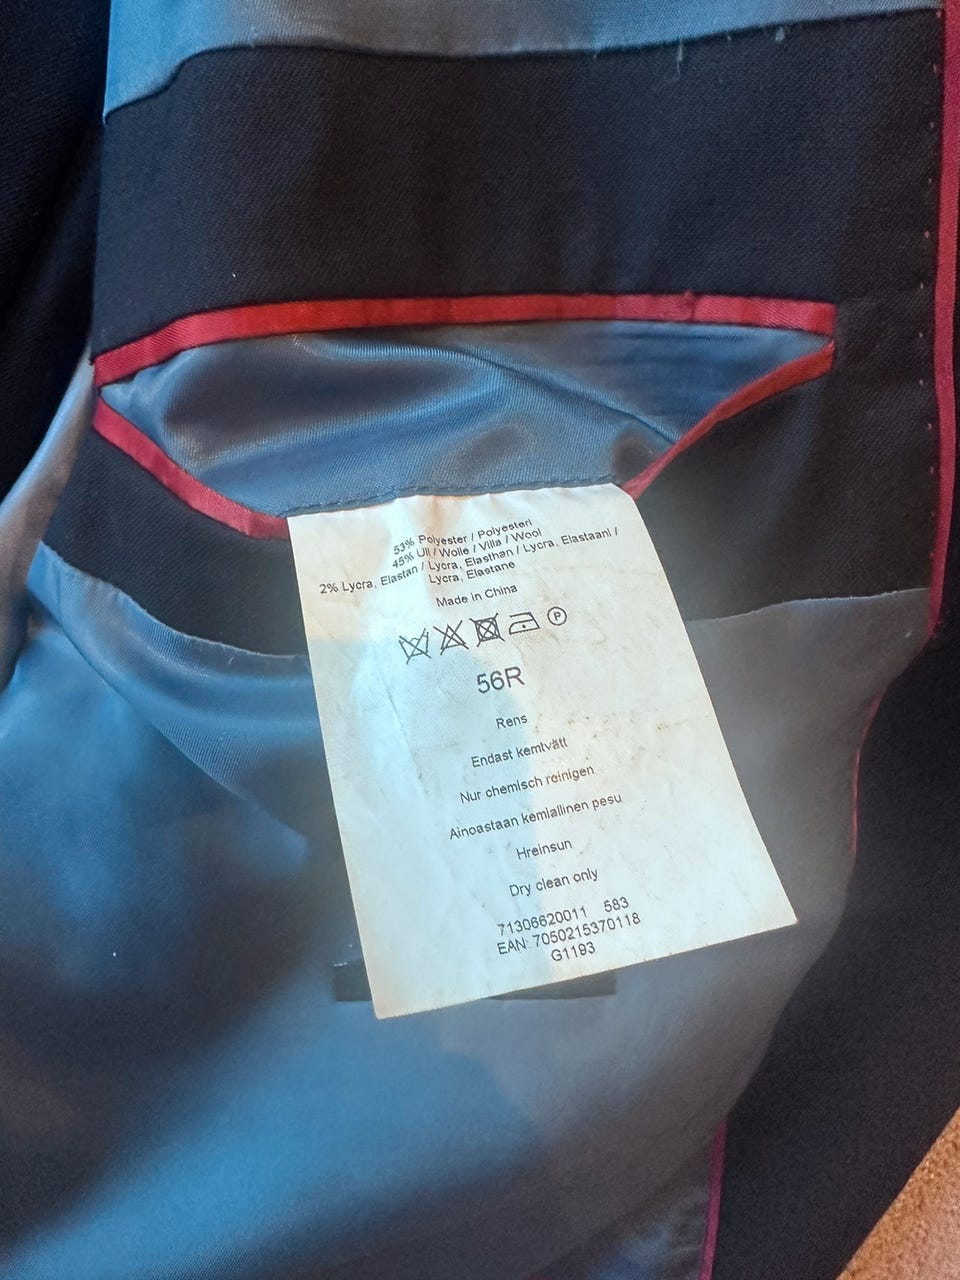 53% Polyester / Polyesteri
45% Ull / Wolle / Villa / Wool
2% Lycra, Elastan / Lycra, Elasthan / Lycra, Elastaani /
Lycra, Elastane
Made in China
P
56R
Rens
Endast kemtvätt
Nur chemisch reinigen
Ainoastaan kemiallinen pesu
Hreinsun
Dry clean only
71306620011 583
EAN: 7050215370118
G1193